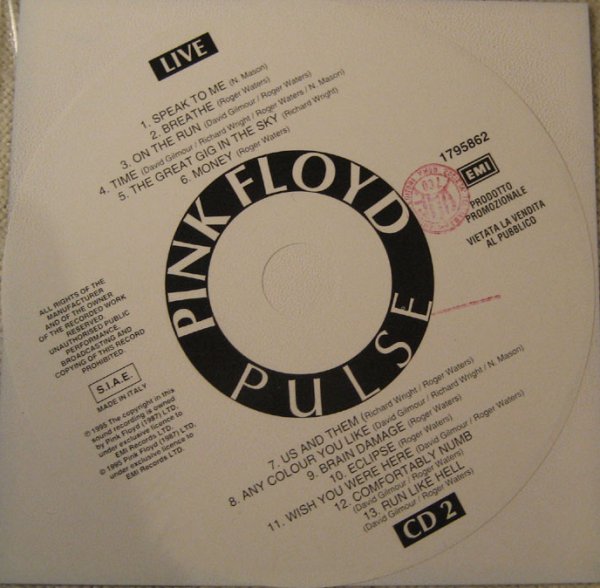 LIVE
1. SPEAK TO ME (N. Mason)
2. BREATHE (Roger Waters)
3. ON THE RUN (David Gilmour / Roger Waters)
4. TIME (David Gilmour / Richard Wright / Roger Waters / N. Mason)
5. THE GREAT GIG IN THE SKY (Richard Wright)
6. MONEY (Roger Waters)
1795862
EMI
PRODOTTO
PROMOZIONALE
VIETATA LA VENDITA
AL PUBBLICO
PINK FLOYD
PULSE
ALL RIGHTS OF THE
MANUFACTURER
AND OF THE OWNER
OF THE RECORDED WORK
RESERVED.
UNAUTHORISED PUBLIC
PERFORMANCE,
BROADCASTING AND
COPYING OF THIS RECORD
PROHIBITED.
S.I.A.E.
MADE IN ITALY
℗ 1995 The copyright in this
sound recording is owned
by Pink Floyd (1987) LTD.
under exclusive licence to
EMI Records LTD.
© 1995 Pink Floyd (1987) LTD.
under exclusive licence to
EMI Records LTD.
7. US AND THEM (Richard Wright / Roger Waters)
8. ANY COLOUR YOU LIKE (David Gilmour / Richard Wright / N. Mason)
9. BRAIN DAMAGE (Roger Waters)
10. ECLIPSE (Roger Waters)
11. WISH YOU WERE HERE (David Gilmour / Roger Waters)
12. COMFORTABLY NUMB
(David Gilmour / Roger Waters)
13. RUN LIKE HELL
(David Gilmour / Roger Waters)
CD 2